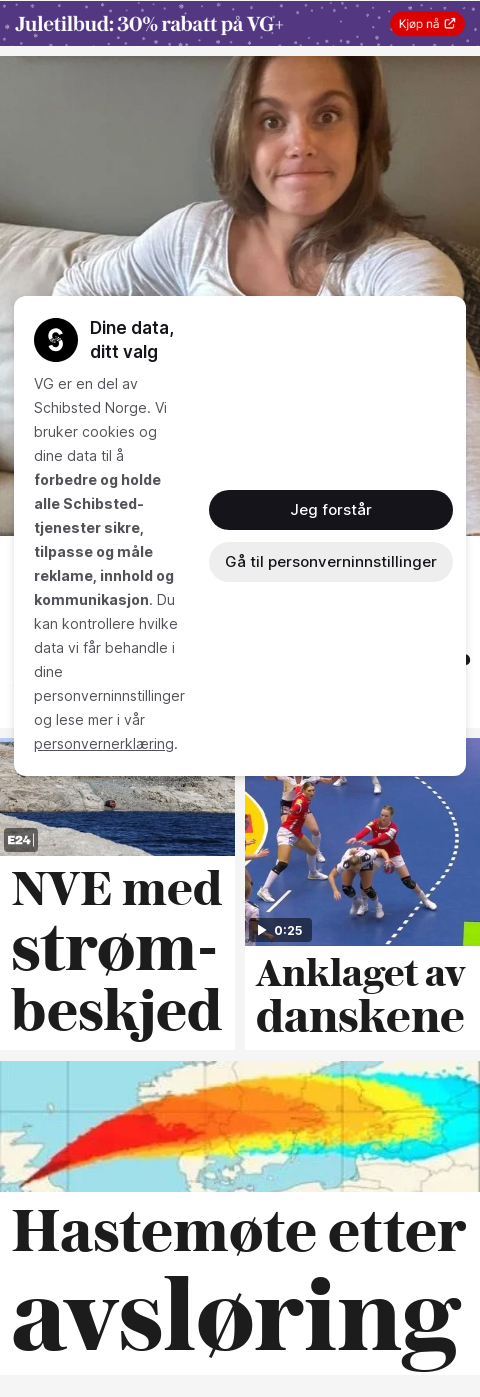 Juletilbud: 30% rabatt på VG+
Kjøp nå
Dine data,
ditt valg
VG er en del av
Schibsted Norge. Vi
bruker cookies og
dine data til å
forbedre og holde
alle Schibsted-
tjenester sikre,
tilpasse og måle
reklame, innhold og
kommunikasjon. Du
kan kontrollere hvilke
data vi får behandle i
dine
personverninnstillinger
og lese mer i vår
personvernerklæring.
Jeg forstår
Gå til personverninnstillinger
E24
NVE med
strøm-
beskjed
0:25
Anklaget av
danskene
Hastemøte etter
avsløring